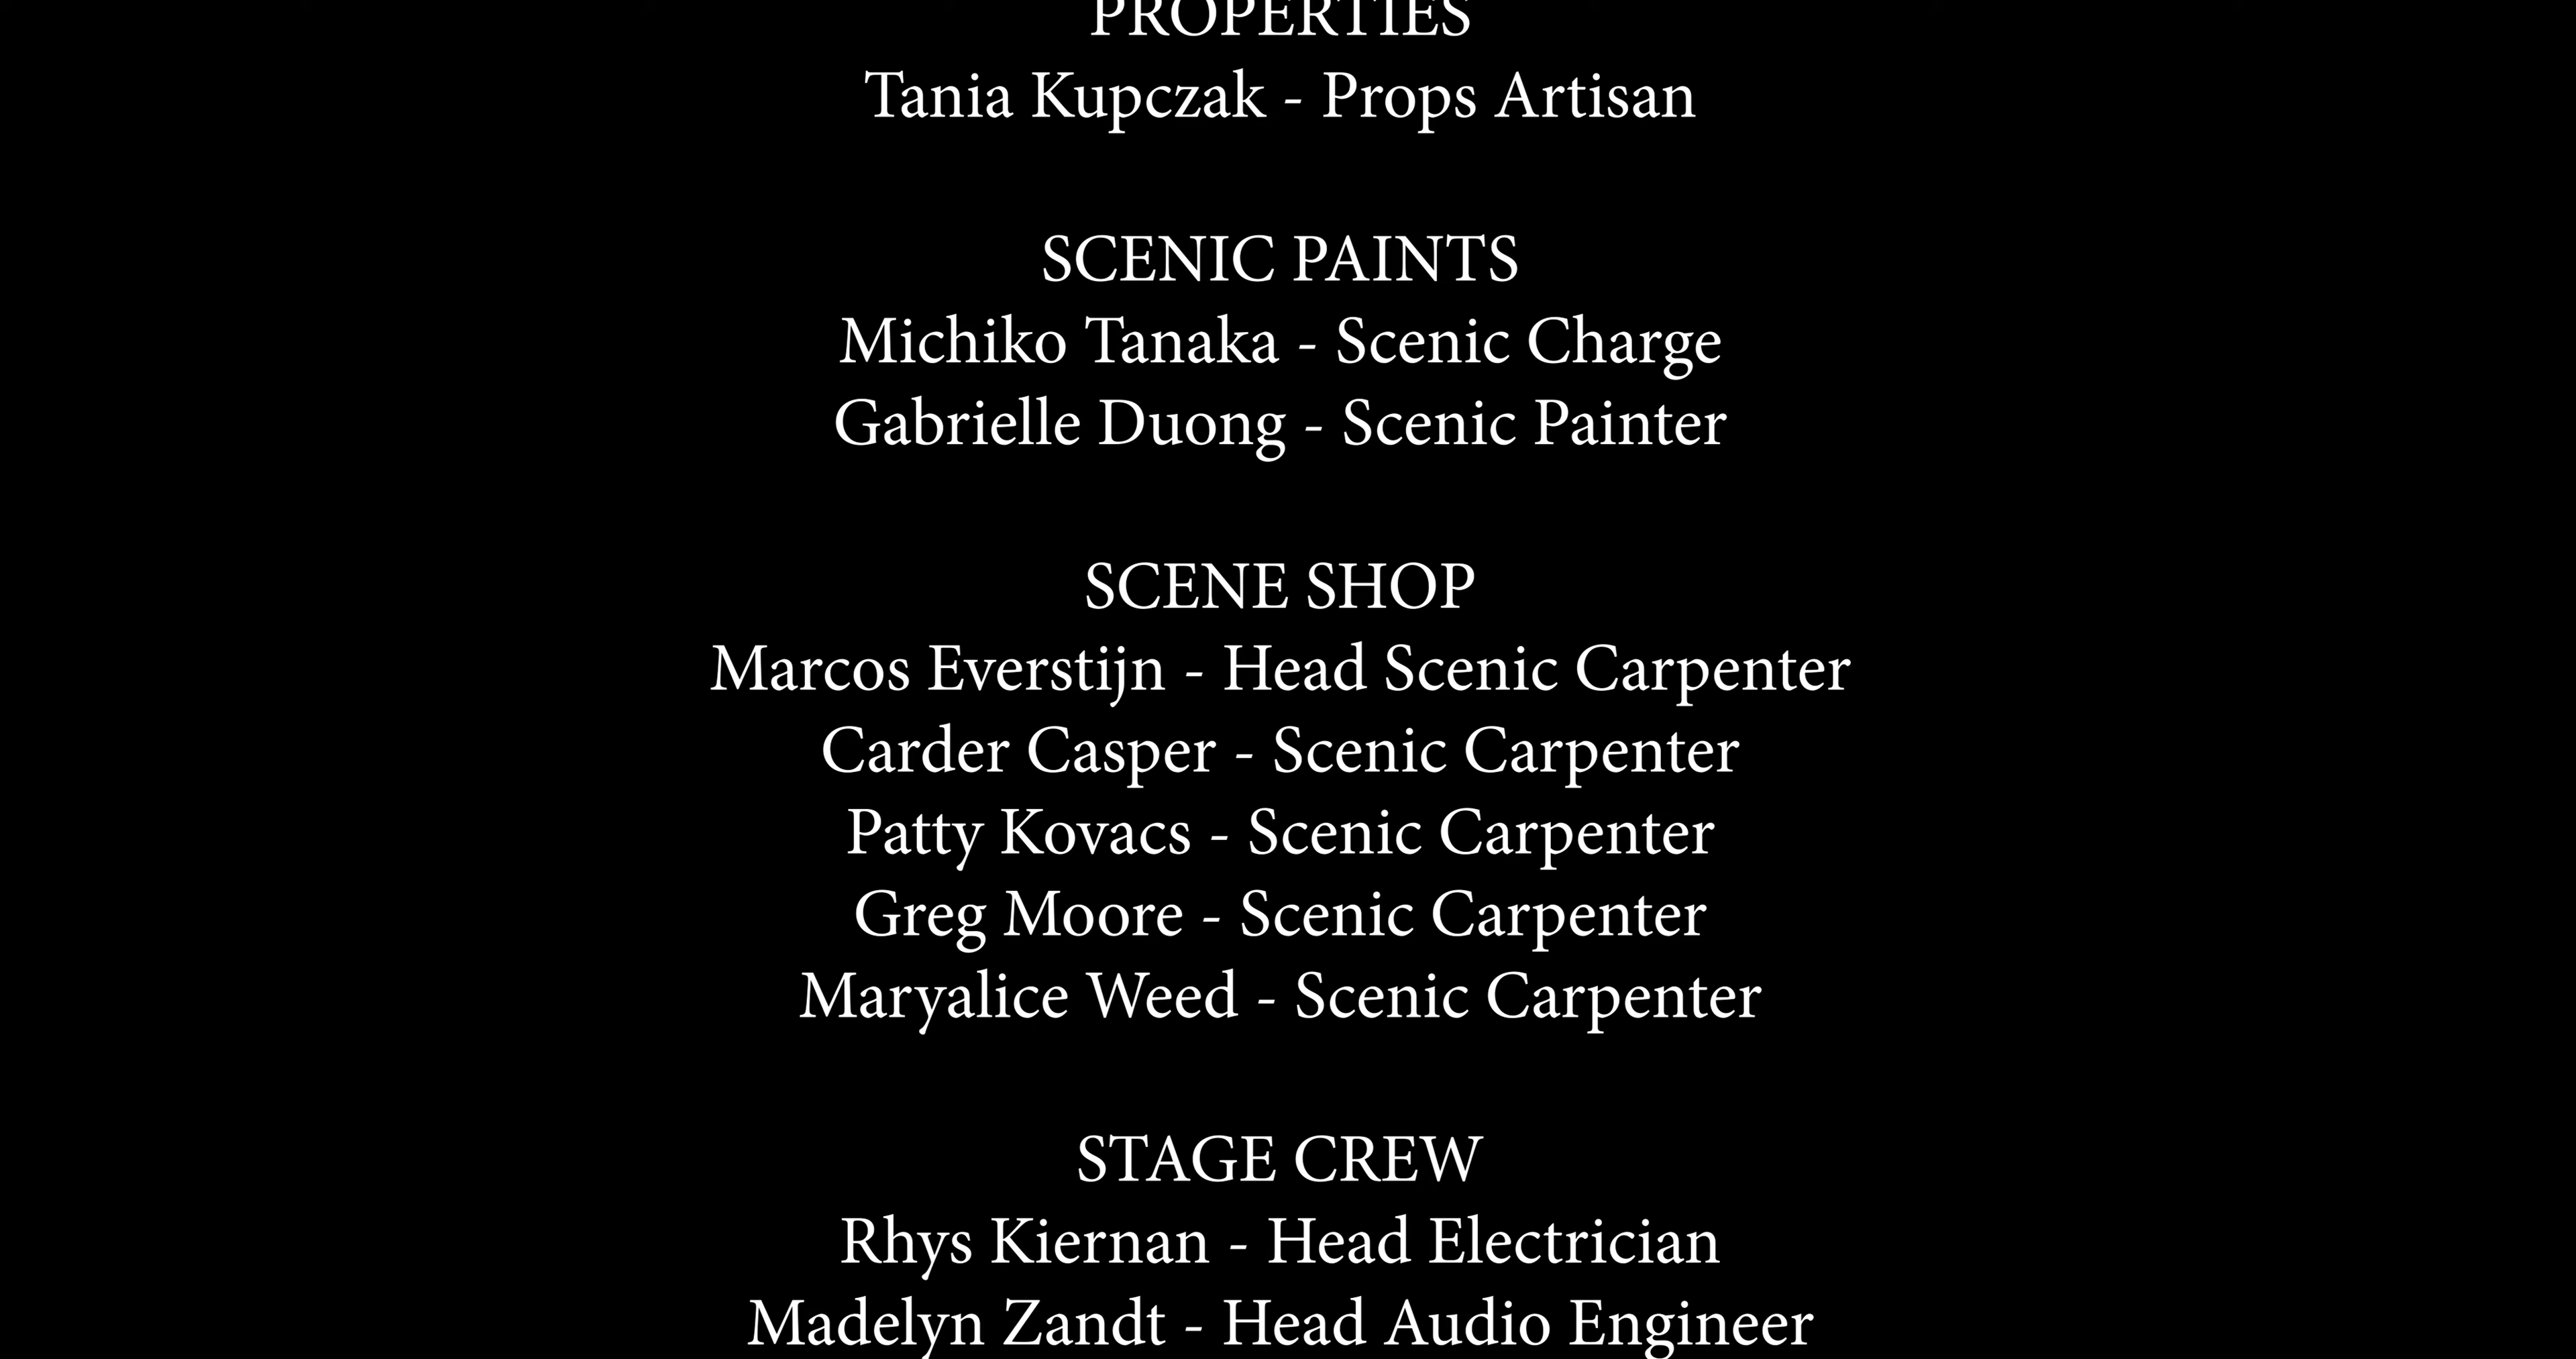 PROPERTIES
Tania Kupczak - Props Artisan
SCENIC PAINTS
Michiko Tanaka - Scenic Charge
Gabrielle Duong - Scenic Painter
SCENE SHOP
Marcos Everstijn - Head Scenic Carpenter
Carder Casper - Scenic Carpenter
Patty Kovacs - Scenic Carpenter
Greg Moore - Scenic Carpenter
Maryalice Weed - Scenic Carpenter
STAGE CREW
Rhys Kiernan - Head Electrician
Madelyn Zandt - Head Audio Engineer